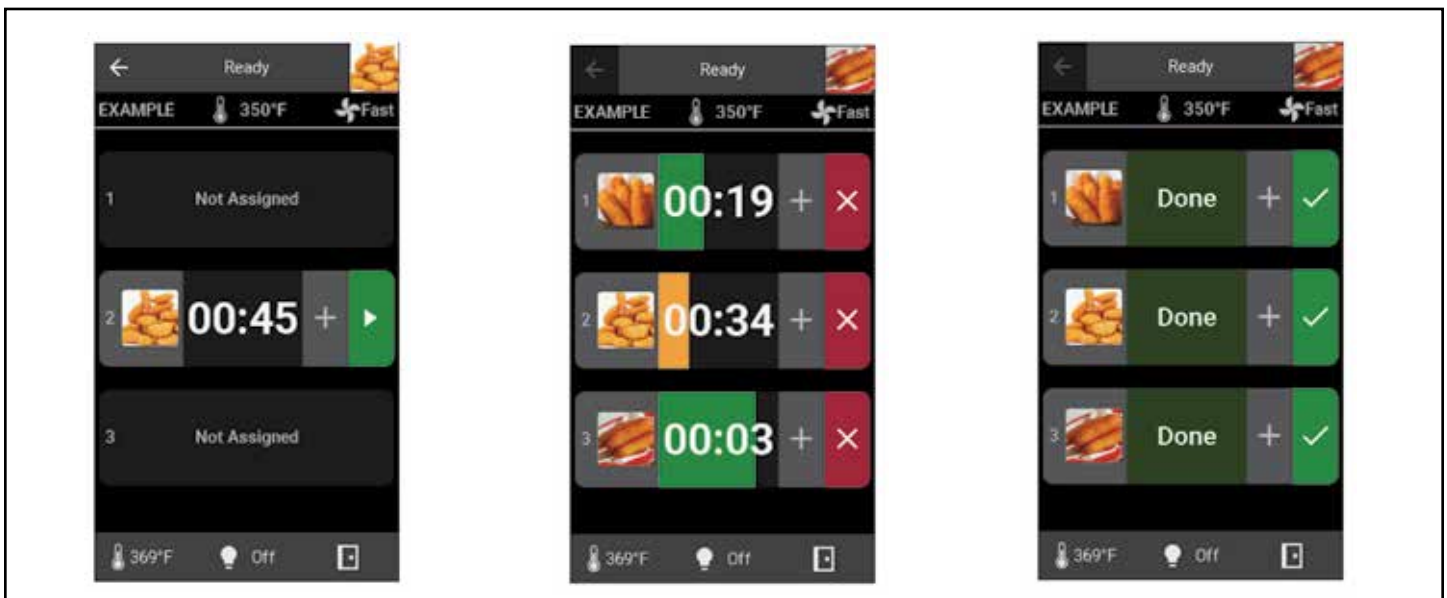 Ready
EXAMPLE 350°F Fast
1 Not Assigned
2 00:45 +
3 Not Assigned
369°F Off
Ready
EXAMPLE 350°F Fast
1 00:19 + ×
2 00:34 + ×
3 00:03 + ×
369°F Off
Ready
EXAMPLE 350°F Fast
1 Done +
2 Done +
3 Done +
369°F Off